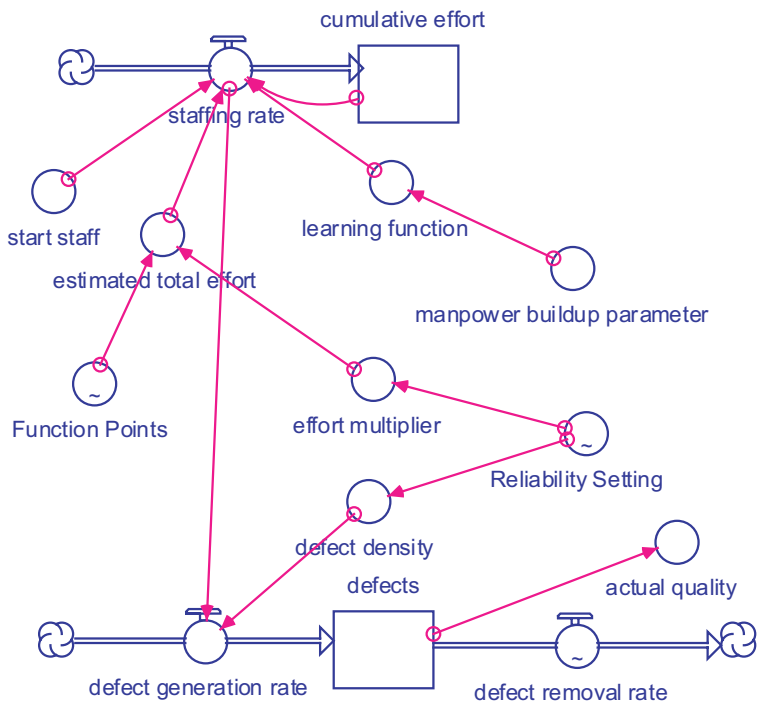 cumulative effort
staffing rate
start staff
learning function
estimated total effort
manpower buildup parameter
~
Function Points
effort multiplier
~
Reliability Setting
defect density
defects
actual quality
~
defect generation rate
defect removal rate